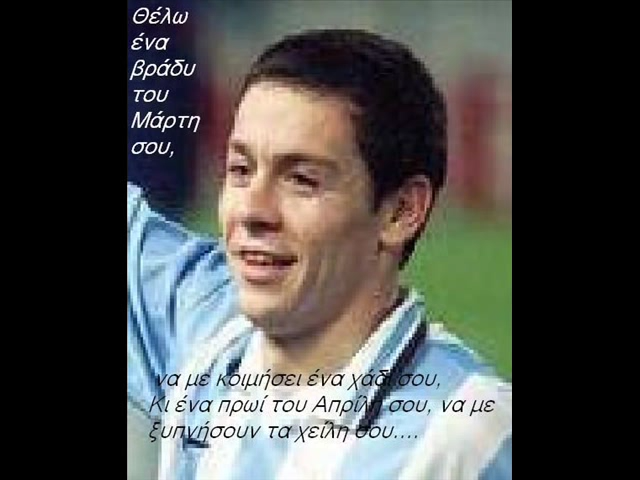 Θέλω
ένα
βράδυ
του
Μάρτη
σου,
να με κοιμήσει ένα χάδι σου,
Κι ένα πρωί του Απρίλη σου, να με
ξυπνήσουν τα χείλη σου....